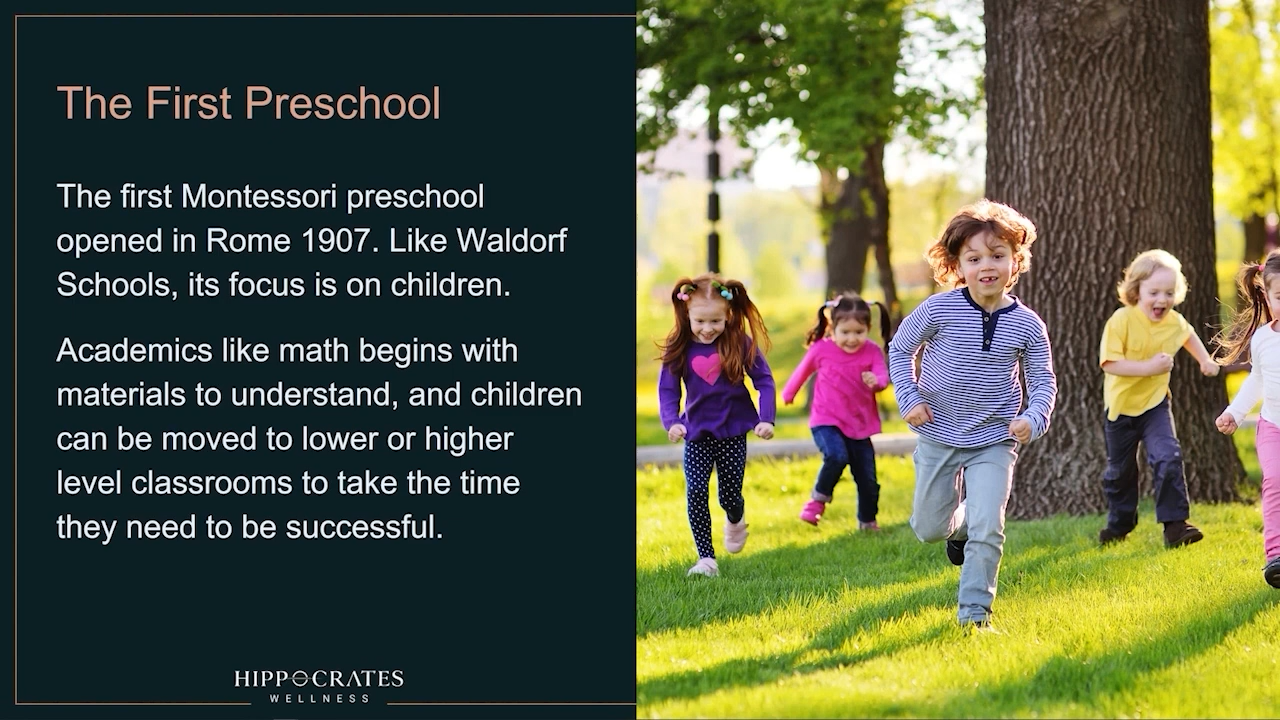 The First Preschool
The first Montessori preschool
opened in Rome 1907. Like Waldorf
Schools, its focus is on children.
Academics like math begins with
materials to understand, and children
can be moved to lower or higher
level classrooms to take the time
they need to be successful.
HIPPOCRATES
WELLNESS